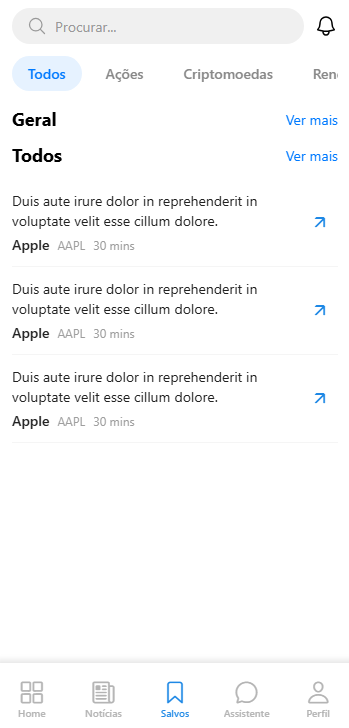 Procurar...
Todos Ações Criptomoedas
Geral Ver mais
Todos Ver mais
Duis aute irure dolor in reprehenderit in
voluptate velit esse cillum dolore.
Apple AAPL 30 mins
Duis aute irure dolor in reprehenderit in
voluptate velit esse cillum dolore.
Apple AAPL 30 mins
Duis aute irure dolor in reprehenderit in
voluptate velit esse cillum dolore.
Apple AAPL 30 mins
Home Notícias Salvos Assistente Perfil